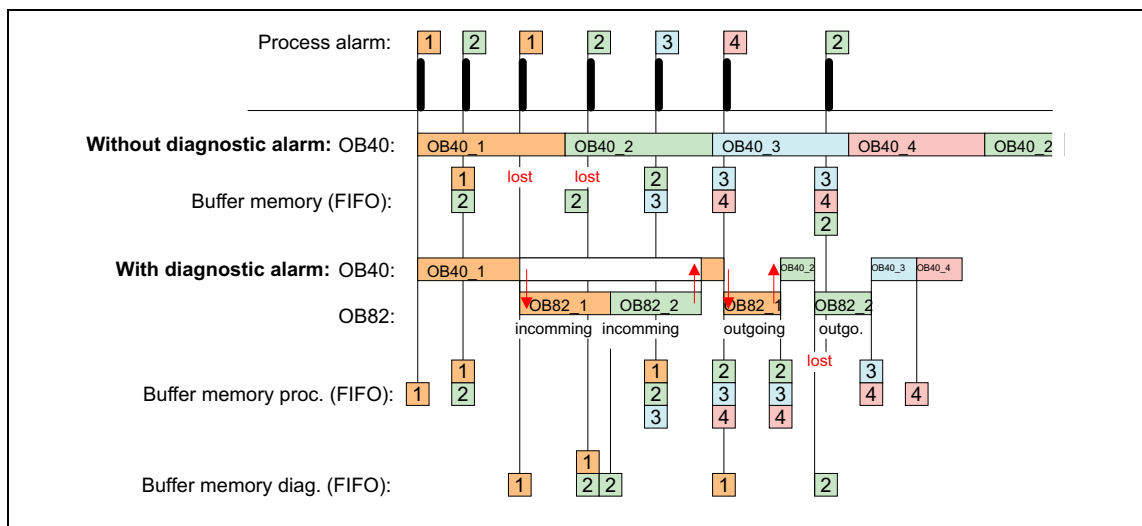 Process alarm: 1 2 1 2 3 4 2
Without diagnostic alarm: OB40: OB40_1 OB40_2 OB40_3 OB40_4 OB40_2
1 lost lost 2 3 3
Buffer memory (FIFO): 2 2 3 4 4
2
With diagnostic alarm: OB40: OB40_1 OB40_2 OB40_3 OB40_4
OB82: OB82_1 OB82_2 OB82_1 OB82_2
incomming incomming outgoing outgo.
lost
1 1 2 2 3
Buffer memory proc. (FIFO): 1 2 2 3 3 4 4
3 4 4
1
Buffer memory diag. (FIFO): 1 2 2 1 2